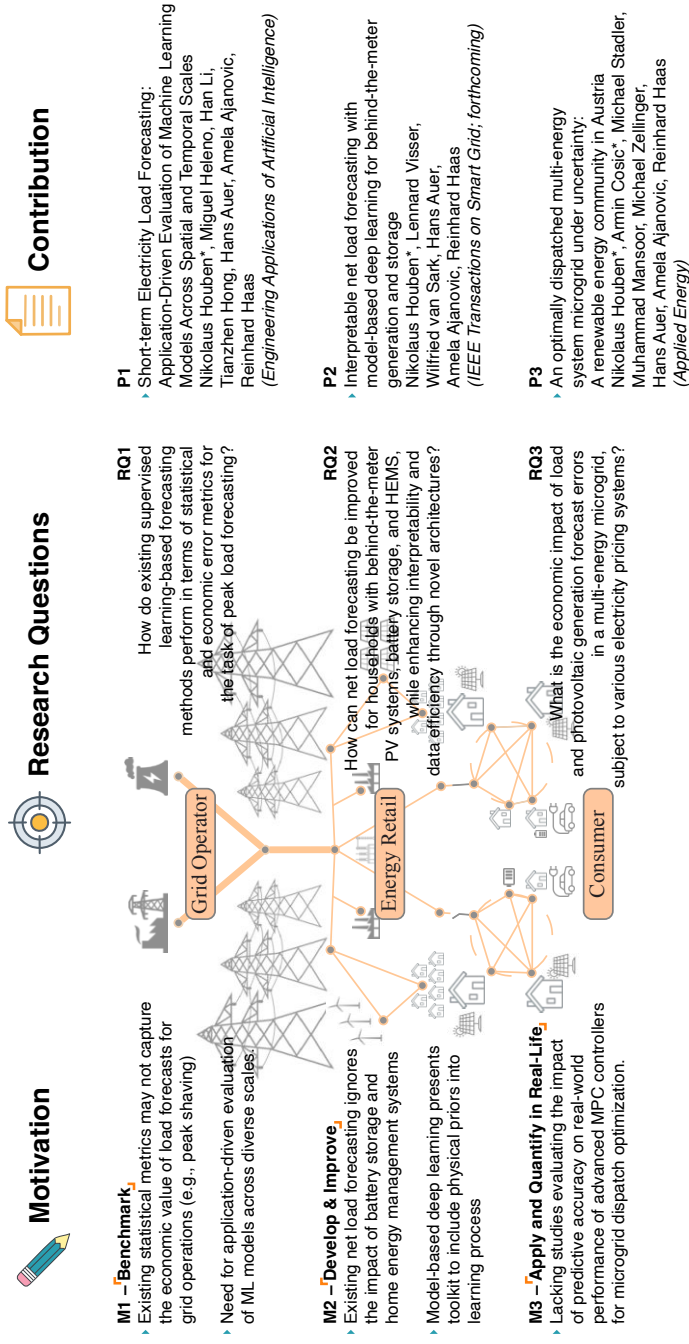 Motivation
M1 – Benchmark
Existing statistical metrics may not capture
the economic value of load forecasts for
grid operations (e.g., peak shaving)
Need for application-driven evaluation
of ML models across diverse scales.
M2 – Develop & Improve
Existing net load forecasting ignores
the impact of battery storage and
home energy management systems
Model-based deep learning presents
toolkit to include physical priors into
learning process
M3 – Apply and Quantify in Real-Life
Lacking studies evaluating the impact
of predictive accuracy on real-world
performance of advanced MPC controllers
for microgrid dispatch optimization.
Research Questions
Grid Operator
Energy Retail
Consumer
RQ1
How do existing supervised
learning-based forecasting
methods perform in terms of statistical
and economic error metrics for
the task of peak load forecasting?
RQ2
How can net load forecasting be improved
for households with behind-the-meter
PV systems, battery storage, and HEMS,
while enhancing interpretability and
data efficiency through novel architectures?
RQ3
What is the economic impact of load
and photovoltaic generation forecast errors
in a multi-energy microgrid,
subject to various electricity pricing systems?
Contribution
P1
Short-term Electricity Load Forecasting:
Application-Driven Evaluation of Machine Learning
Models Across Spatial and Temporal Scales
Nikolaus Houben*, Miguel Heleno, Han Li,
Tianzhen Hong, Hans Auer, Amela Ajanovic,
Reinhard Haas
(Engineering Applications of Artificial Intelligence)
P2
Interpretable net load forecasting with
model-based deep learning for behind-the-meter
generation and storage
Nikolaus Houben*, Lennard Visser,
Wilfried van Sark, Hans Auer,
Amela Ajanovic, Reinhard Haas
(IEEE Transactions on Smart Grid; forthcoming)
P3
An optimally dispatched multi-energy
system microgrid under uncertainty:
A renewable energy community in Austria
Nikolaus Houben*, Armin Cosic*, Michael Stadler,
Muhammad Mansoor, Michael Zellinger,
Hans Auer, Amela Ajanovic, Reinhard Haas
(Applied Energy)